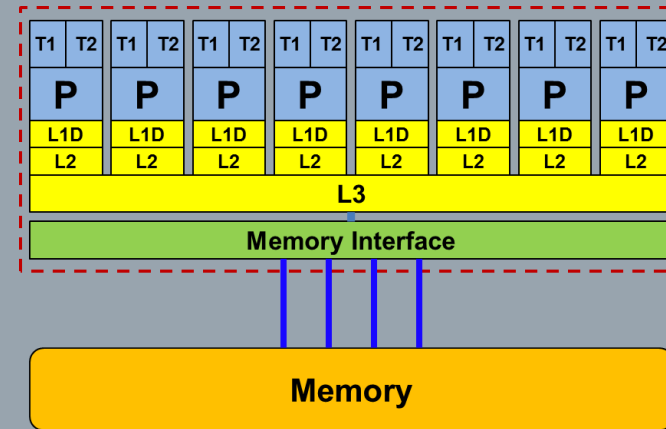 T1 T2 T1 T2 T1 T2 T1 T2 T1 T2 T1 T2 T1 T2 T1 T2
P P P P P P P P
L1D L1D L1D L1D L1D L1D L1D L1D
L2 L2 L2 L2 L2 L2 L2 L2
L3
Memory Interface
Memory